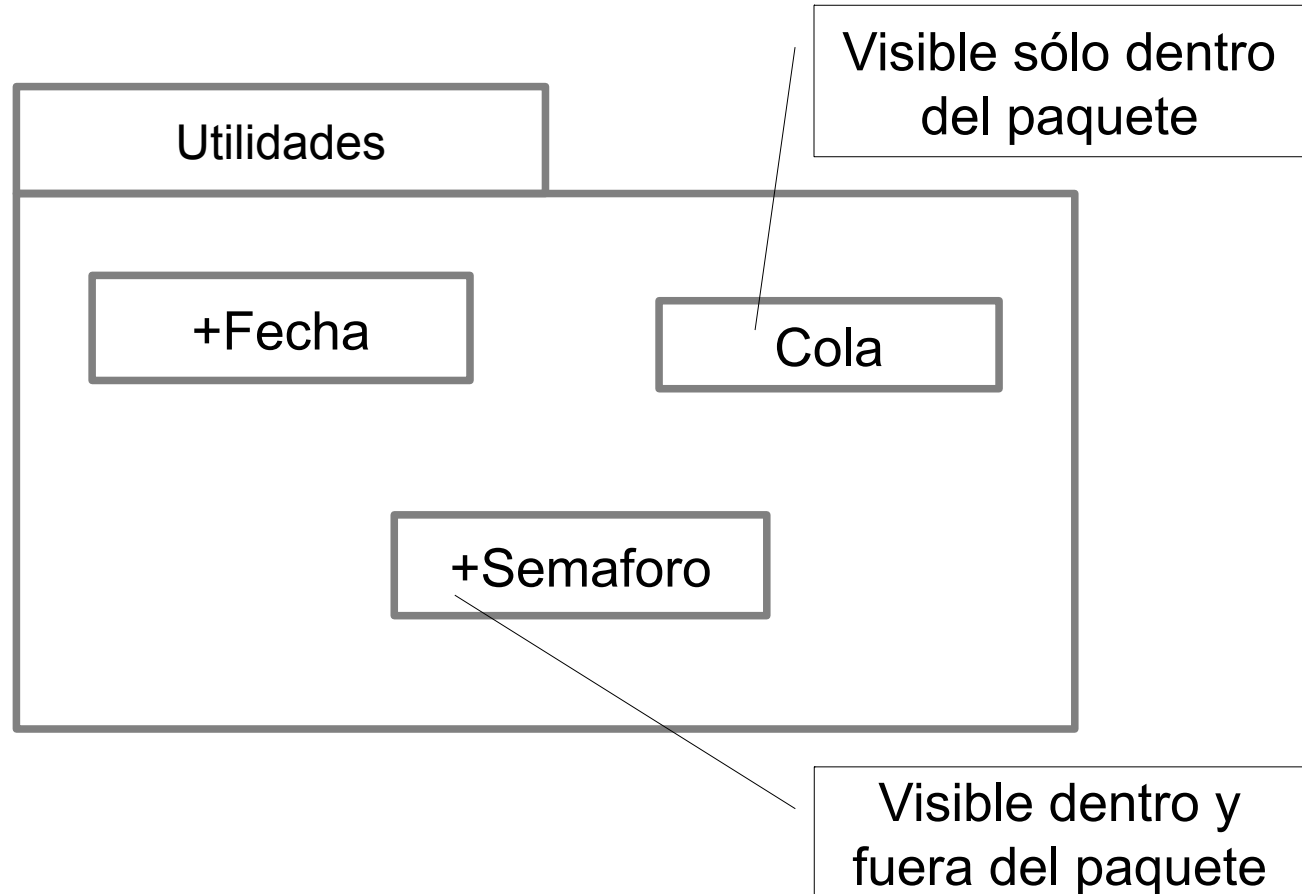 Visible sólo dentro
del paquete
Utilidades
+Fecha
Cola
+Semaforo
Visible dentro y
fuera del paquete